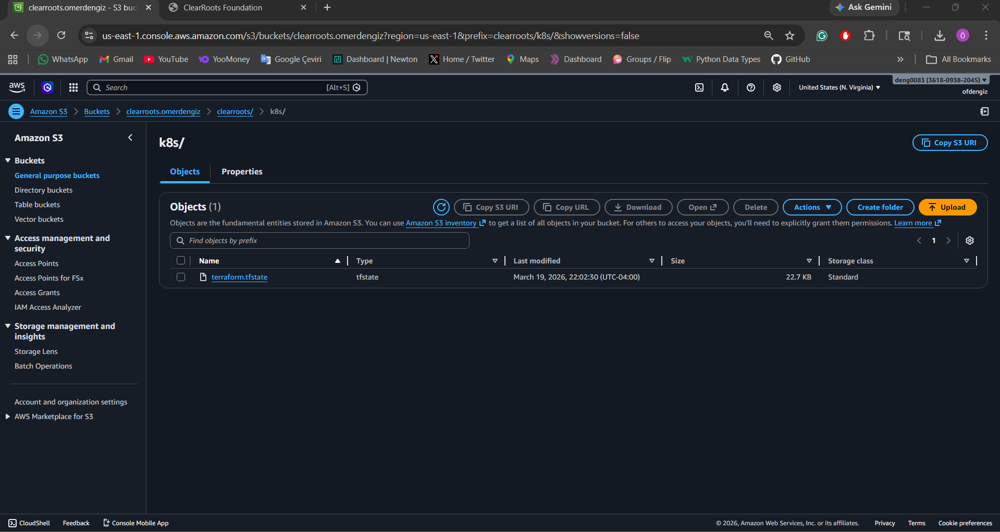 clearroots.omerdengiz - S3 buc
ClearRoots Foundation
Ask Gemini
us-east-1.console.aws.amazon.com/s3/buckets/clearroots.omerdengiz?region=us-east-1&prefix=clearroots/k8s/&showversions=false
Ö
WhatsApp
Gmail
YouTube
YooMoney
Google Çeviri
Dashboard | Newton
Home / Twitter
Maps
Dashboard
Groups / Flip
Python Data Types
GitHub
All Bookmarks
aws
Search
[Alt+S]
United States (N. Virginia)
deng0083 (3618-0938-2045)
ofdengiz
Amazon S3
Buckets
clearroots.omerdengiz
clearroots/
k8s/
Amazon S3
Buckets
General purpose buckets
Directory buckets
Table buckets
Vector buckets
Access management and
security
Access Points
Access Points for FSx
Access Grants
IAM Access Analyzer
Storage management and
insights
Storage Lens
Batch Operations
Account and organization settings
AWS Marketplace for S3
k8s/
Copy S3 URI
Objects
Properties
Objects (1)
Copy S3 URI
Copy URL
Download
Open
Delete
Actions
Create folder
Upload
Objects are the fundamental entities stored in Amazon S3. You can use Amazon S3 inventory to get a list of all objects in your bucket. For others to access your objects, you'll need to explicitly grant them permissions. Learn more
Find objects by prefix
1
Name
Type
Last modified
Size
Storage class
terraform.tfstate
tfstate
March 19, 2026, 22:02:30 (UTC-04:00)
22.7 KB
Standard
CloudShell
Feedback
Console Mobile App
© 2026, Amazon Web Services, Inc. or its affiliates.
Privacy
Terms
Cookie preferences